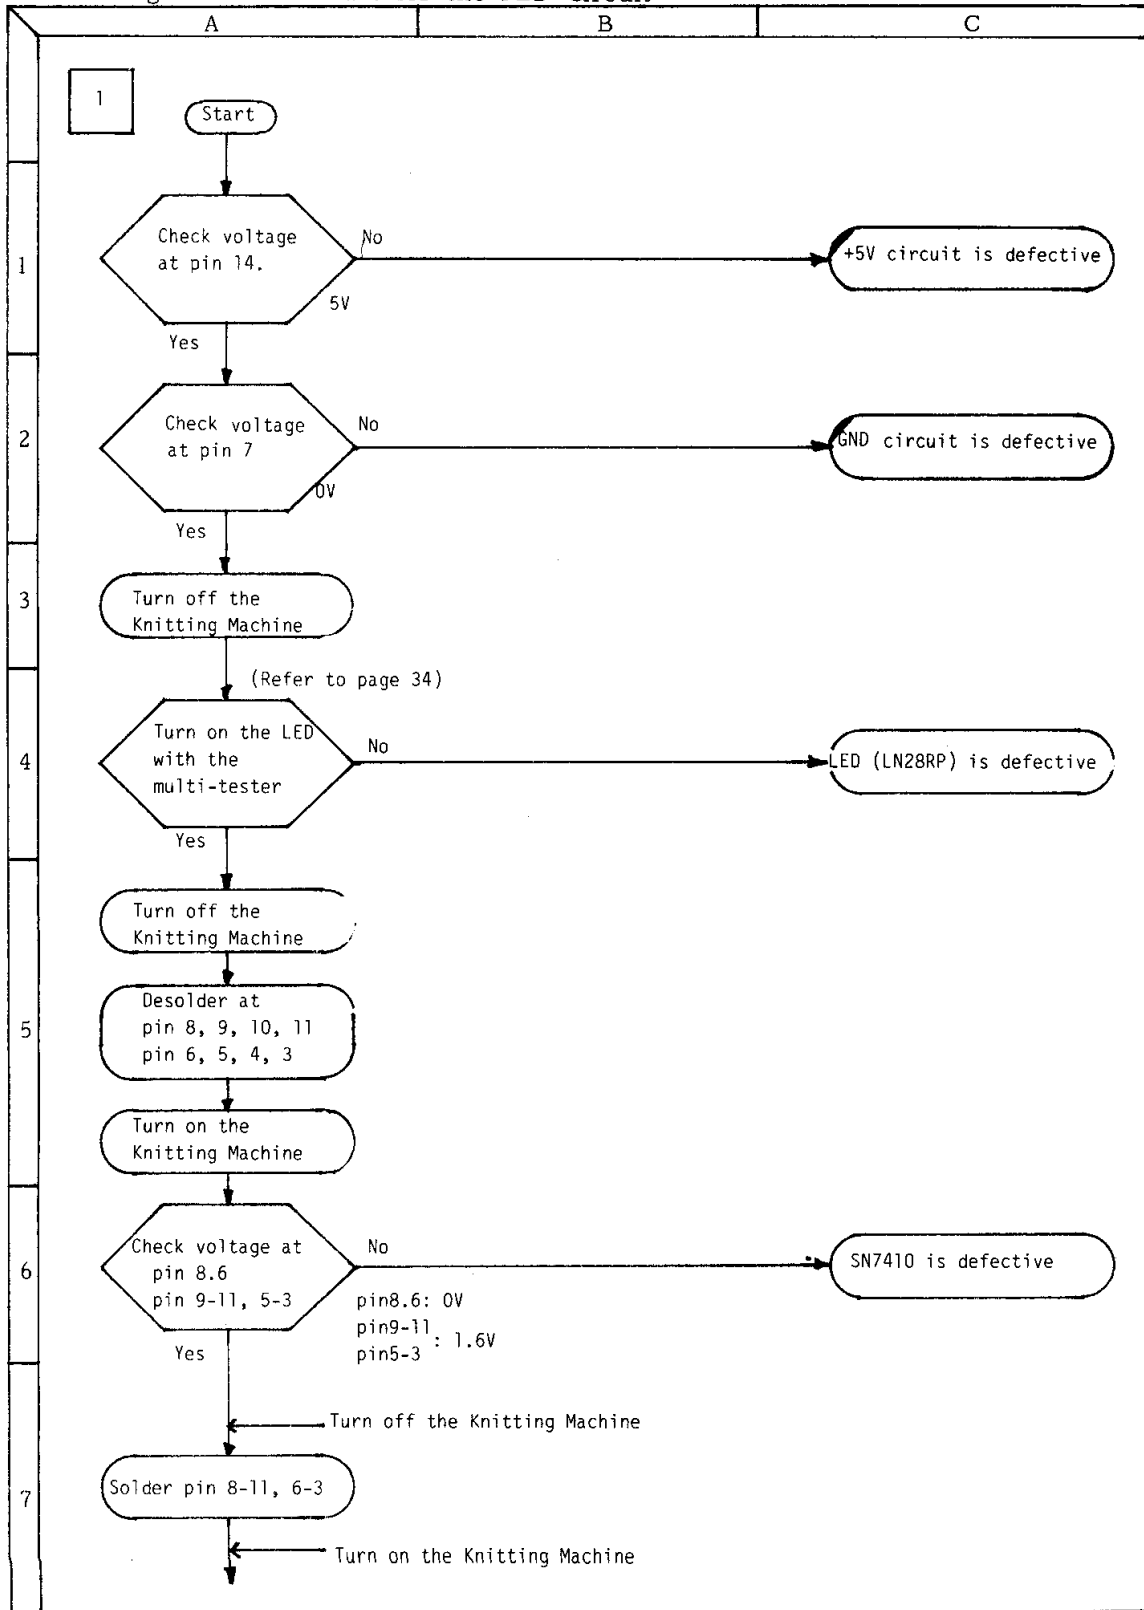 A B C
1
Start
1
Check voltage
at pin 14.
No
5V
Yes
+5V circuit is defective
2
Check voltage
at pin 7
No
0V
Yes
GND circuit is defective
3
Turn off the
Knitting Machine
(Refer to page 34)
4
Turn on the LED
with the
multi-tester
No
Yes
LED (LN28RP) is defective
Turn off the
Knitting Machine
5
Desolder at
pin 8, 9, 10, 11
pin 6, 5, 4, 3
Turn on the
Knitting Machine
6
Check voltage at
pin 8.6
pin 9-11, 5-3
No
pin8.6: 0V
pin9-11
pin5-3 : 1.6V
Yes
SN7410 is defective
Turn off the Knitting Machine
7
Solder pin 8-11, 6-3
Turn on the Knitting Machine